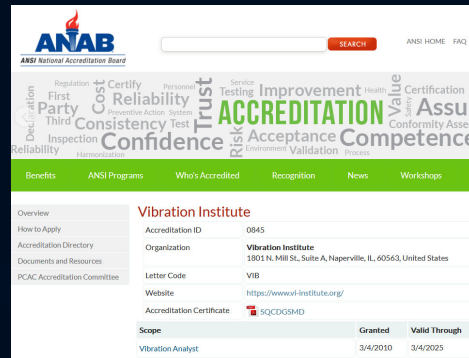 ANAB
ANSI National Accreditation Board
SEARCH
ANSI HOME FAQ
Regulation Certify Personnel Service
Declaration First Cost Reliability Trust Testing Improvement Health Value Certification
Party Preventive Action System ACCREDITATION Safety Assu
Third Consistency Test Conformity Asse
Inspection Confidence Risk Acceptance Competence
Reliability Harmonization Environment Validation Process
Benefits ANSI Programs Who's Accredited Recognition News Workshops
Overview
How to Apply
Accreditation Directory
Documents and Resources
PCAC Accreditation Committee
Vibration Institute
Accreditation ID 0845
Organization Vibration Institute
1801 N. Mill St., Suite A, Naperville, IL, 60563, United States
Letter Code VIB
Website https://www.vi-institute.org/
Accreditation Certificate SQCDGSMD
Scope Granted Valid Through
Vibration Analyst 3/4/2010 3/4/2025